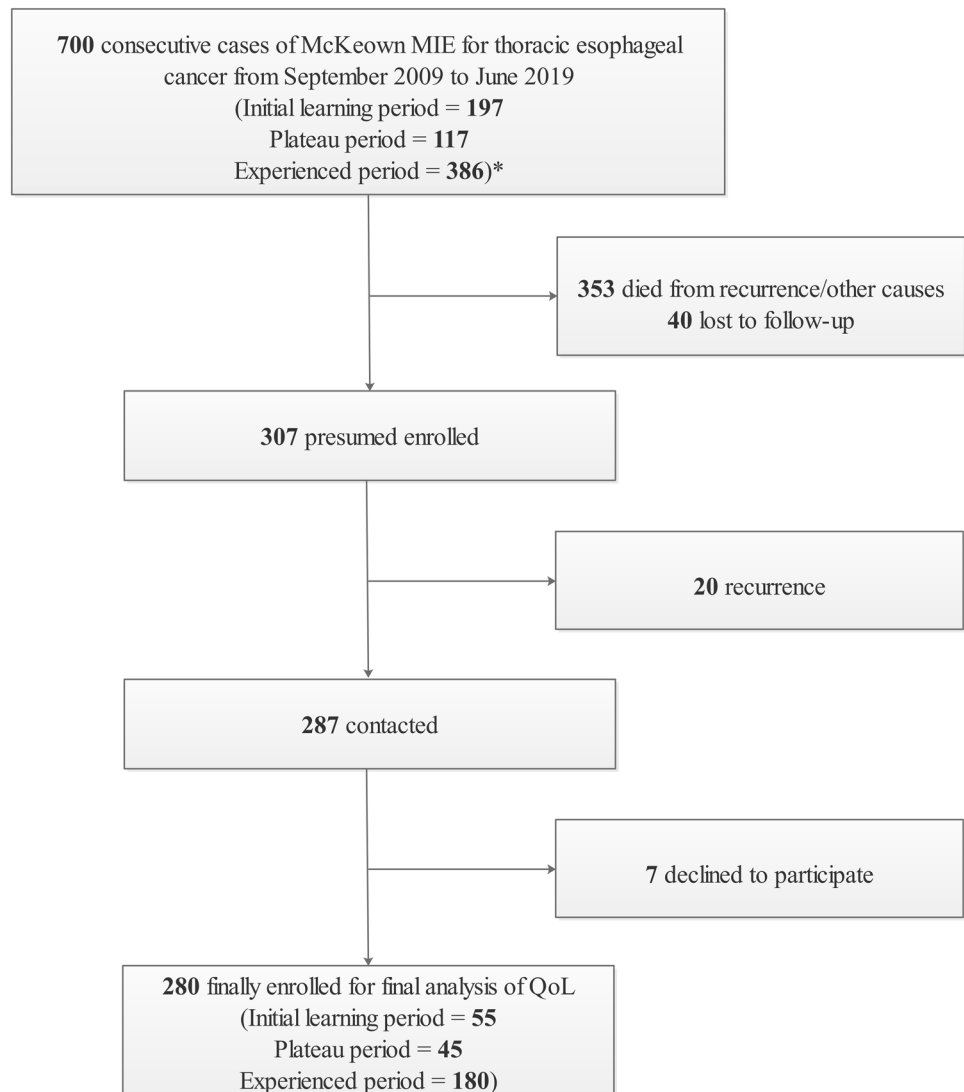 700 consecutive cases of McKeown MIE for thoracic esophageal
cancer from September 2009 to June 2019
(Initial learning period = 197
Plateau period = 117
Experienced period = 386)*
353 died from recurrence/other causes
40 lost to follow-up
307 presumed enrolled
20 recurrence
287 contacted
7 declined to participate
280 finally enrolled for final analysis of QoL
(Initial learning period = 55
Plateau period = 45
Experienced period = 180)